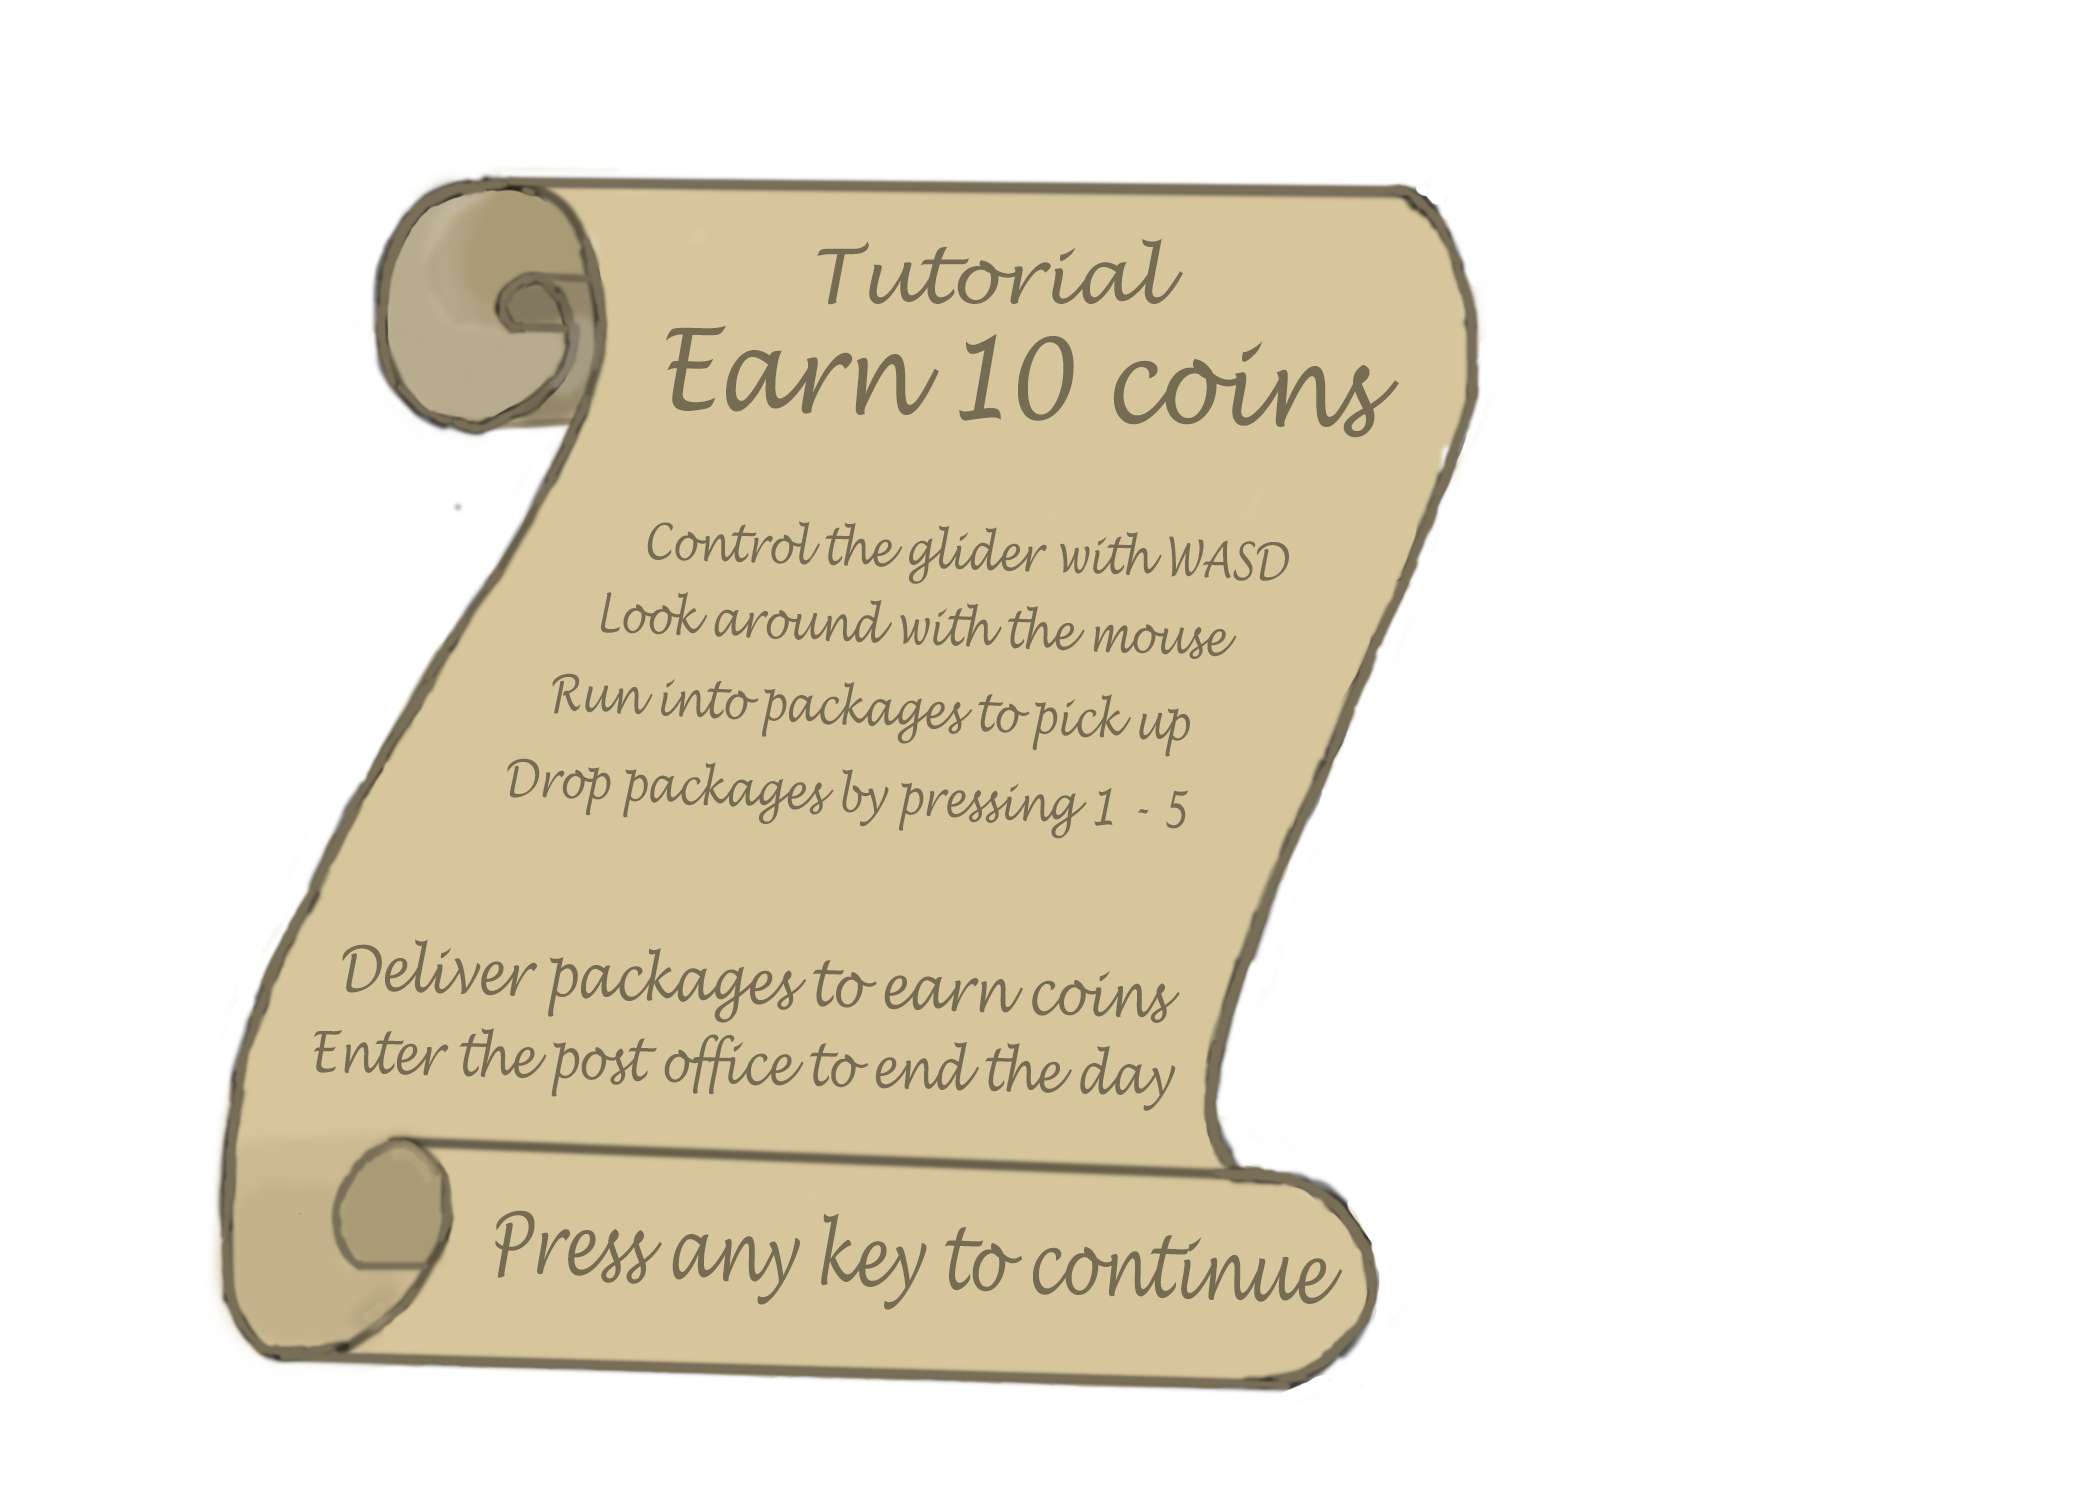 Tutorial
Earn 10 coins
Control the glider with WASD
Look around with the mouse
Run into packages to pick up
Drop packages by pressing 1 - 5
Deliver packages to earn coins
Enter the post office to end the day
Press any key to continue